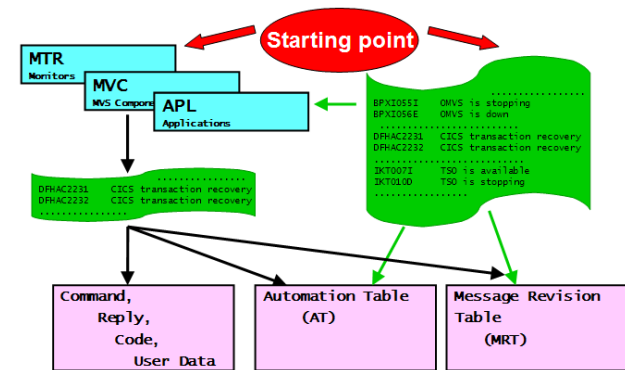 Starting point
MTR
Monitors
MVC
MVS Compone
APL
Applications
..................
BPXI055I OMVS is stopping
BPXI056E OMVS is down
.......................
DFHAC2231 CICS transaction recovery
DFHAC2232 CICS transaction recovery
........................
IKT007I TSO is available
IKT010D TSO is stopping
..................
................
DFHAC2231 CICS transaction recovery
DFHAC2232 CICS transaction recovery
................
Command,
Reply,
Code,
User Data
Automation Table
(AT)
Message Revision
Table
(MRT)